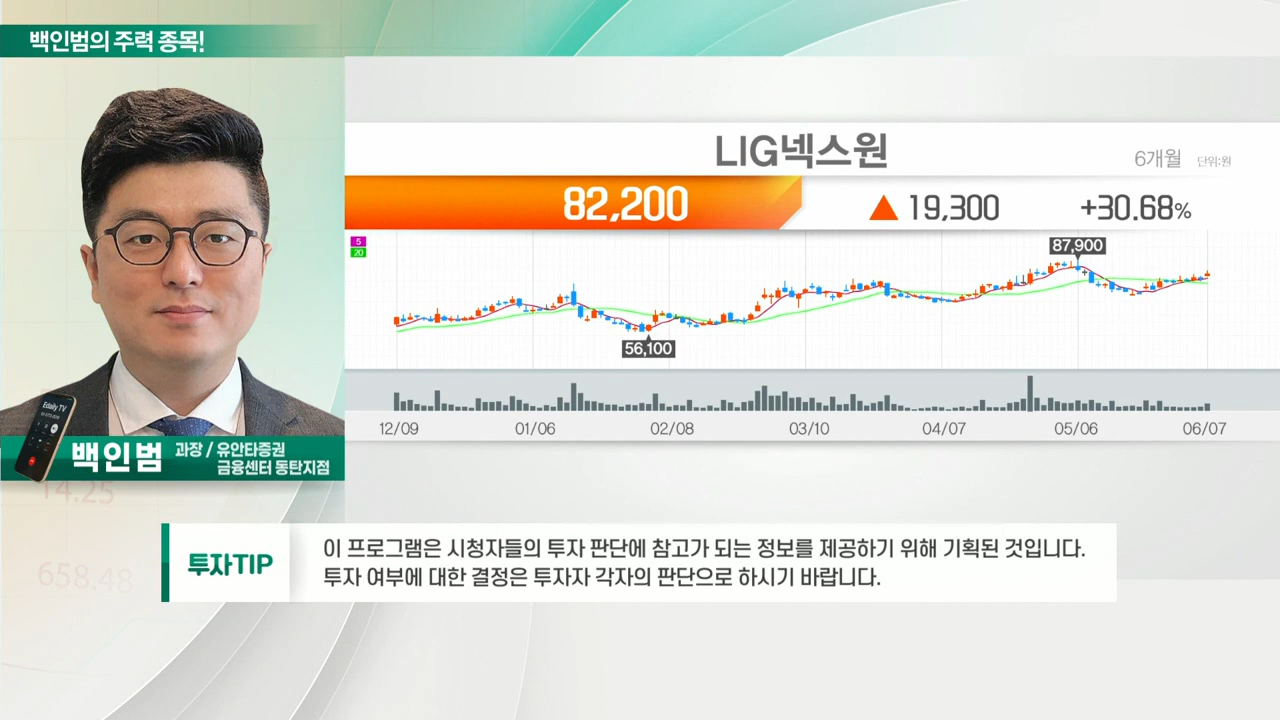 백인범의 주력 종목!
LIG넥스원
6개월 단위:원
82,200 ▲ 19,300 +30.68%
5
20
87,900
56,100
12/09 01/06 02/08 03/10 04/07 05/06 06/07
Edaily TV
백인범 과장 / 유안타증권
금융센터 동탄지점
14.25
투자TIP
이 프로그램은 시청자들의 투자 판단에 참고가 되는 정보를 제공하기 위해 기획된 것입니다.
투자 여부에 대한 결정은 투자자 각자의 판단으로 하시기 바랍니다.
658.48